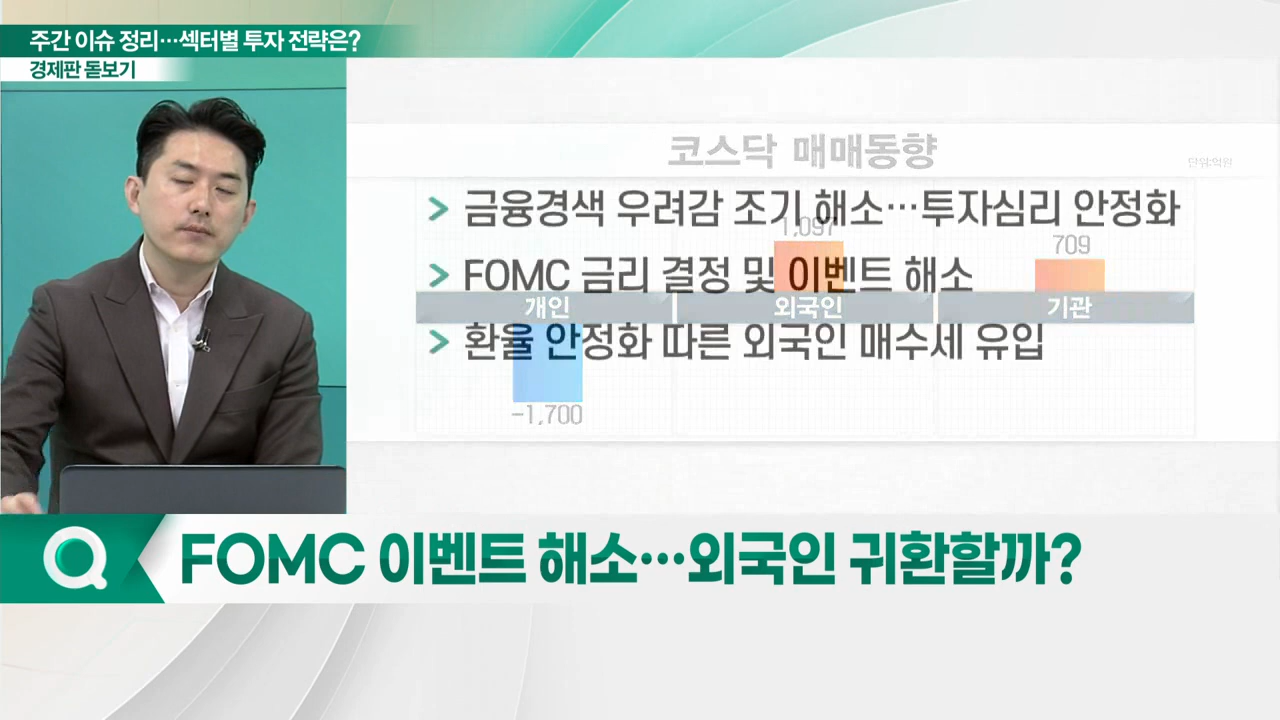 주간 이슈 정리…섹터별 투자 전략은?
경제판 돋보기
코스닥 매매동향
단위:억원
금융경색 우려감 조기 해소…투자심리 안정화
1,097
709
FOMC 금리 결정 및 이벤트 해소
개인 외국인 기관
환율 안정화 따른 외국인 매수세 유입
-1,700
FOMC 이벤트 해소…외국인 귀환할까?